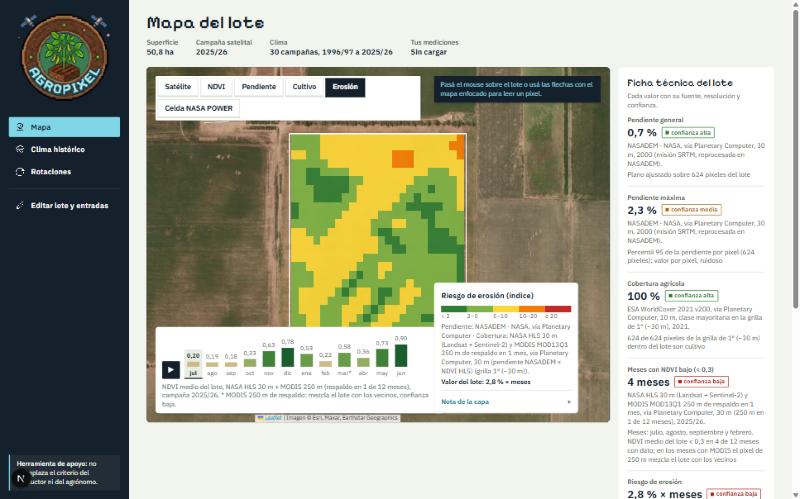 AGROPIXEL
Mapa
Clima histórico
Rotaciones
Editar lote y entradas
Herramienta de apoyo: no
plaza el criterio del
uctor ni del agrónomo.
N
Mapa del lote
Superficie
50,8 ha
Campaña satelital
2025/26
Clima
30 campañas, 1996/97 a 2025/26
Tus mediciones
Sin cargar
Satélite
NDVI
Pendiente
Cultivo
Erosión
Celda NASA POWER
Pasá el mouse sobre el lote o usá las flechas con el
mapa enfocado para leer un pixel.
0,20 0,19 0,18 0,23 0,63 0,78 0,53 0,22 0,58 0,36 0,73 0,90
jul ago sep oct nov dic ene feb mar* abr may jun
NDVI medio del lote, NASA HLS 30 m + MODIS 250 m (respaldo en 1 de 12 meses),
campaña 2025/26. * MODIS 250 m de respaldo: mezcla el lote con los vecinos, confianza
baja.
Riesgo de erosión (índice)
< 2 2–5 5–10 10–20 ≥ 20
Pendiente: NASADEM - NASA, vía Planetary
Computer · Cobertura: NASA HLS 30 m
(Landsat + Sentinel-2) y MODIS MOD13Q1
250 m de respaldo en 1 mes, vía Planetary
Computer, 30 m (pendiente NASADEM ×
NDVI HLS) (grilla 1" (~30 m)).
Valor del lote: 2,8 % × meses
Nota de la capa +
Leaflet | Imagen © Esri, Maxar, Earthstar Geographics
Ficha técnica del lote
Cada valor con su fuente, resolución y
confianza.
Pendiente general
0,7 % confianza alta
NASADEM - NASA, vía Planetary Computer, 30
m, 2000 (misión SRTM, reprocesada en
NASADEM).
Plano ajustado sobre 624 píxeles del lote
Pendiente máxima
2,3 % confianza media
NASADEM - NASA, vía Planetary Computer, 30
m, 2000 (misión SRTM, reprocesada en
NASADEM).
Percentil 95 de la pendiente por píxel (624
píxeles); valor por píxel, ruidoso
Cobertura agrícola
100 % confianza alta
ESA WorldCover 2021 v200, vía Planetary
Computer, 10 m, clase mayoritaria en la grilla
de 1" (~30 m), 2021.
624 de 624 píxeles de la grilla de 1" (~30 m)
dentro del lote son cultivo
Meses con NDVI bajo (< 0,3)
4 meses confianza baja
NASA HLS 30 m (Landsat + Sentinel-2) y
MODIS MOD13Q1 250 m de respaldo en 1
mes, vía Planetary Computer, 30 m (250 m en
1 de 12 meses), 2025/26.
Meses: julio, agosto, septiembre y febrero.
NDVI medio del lote < 0,3 en 4 de 12 meses
con dato; en los meses con MODIS el píxel de
250 m mezcla el lote con los vecinos
Riesgo de erosión
2,8 % × meses confianza baja